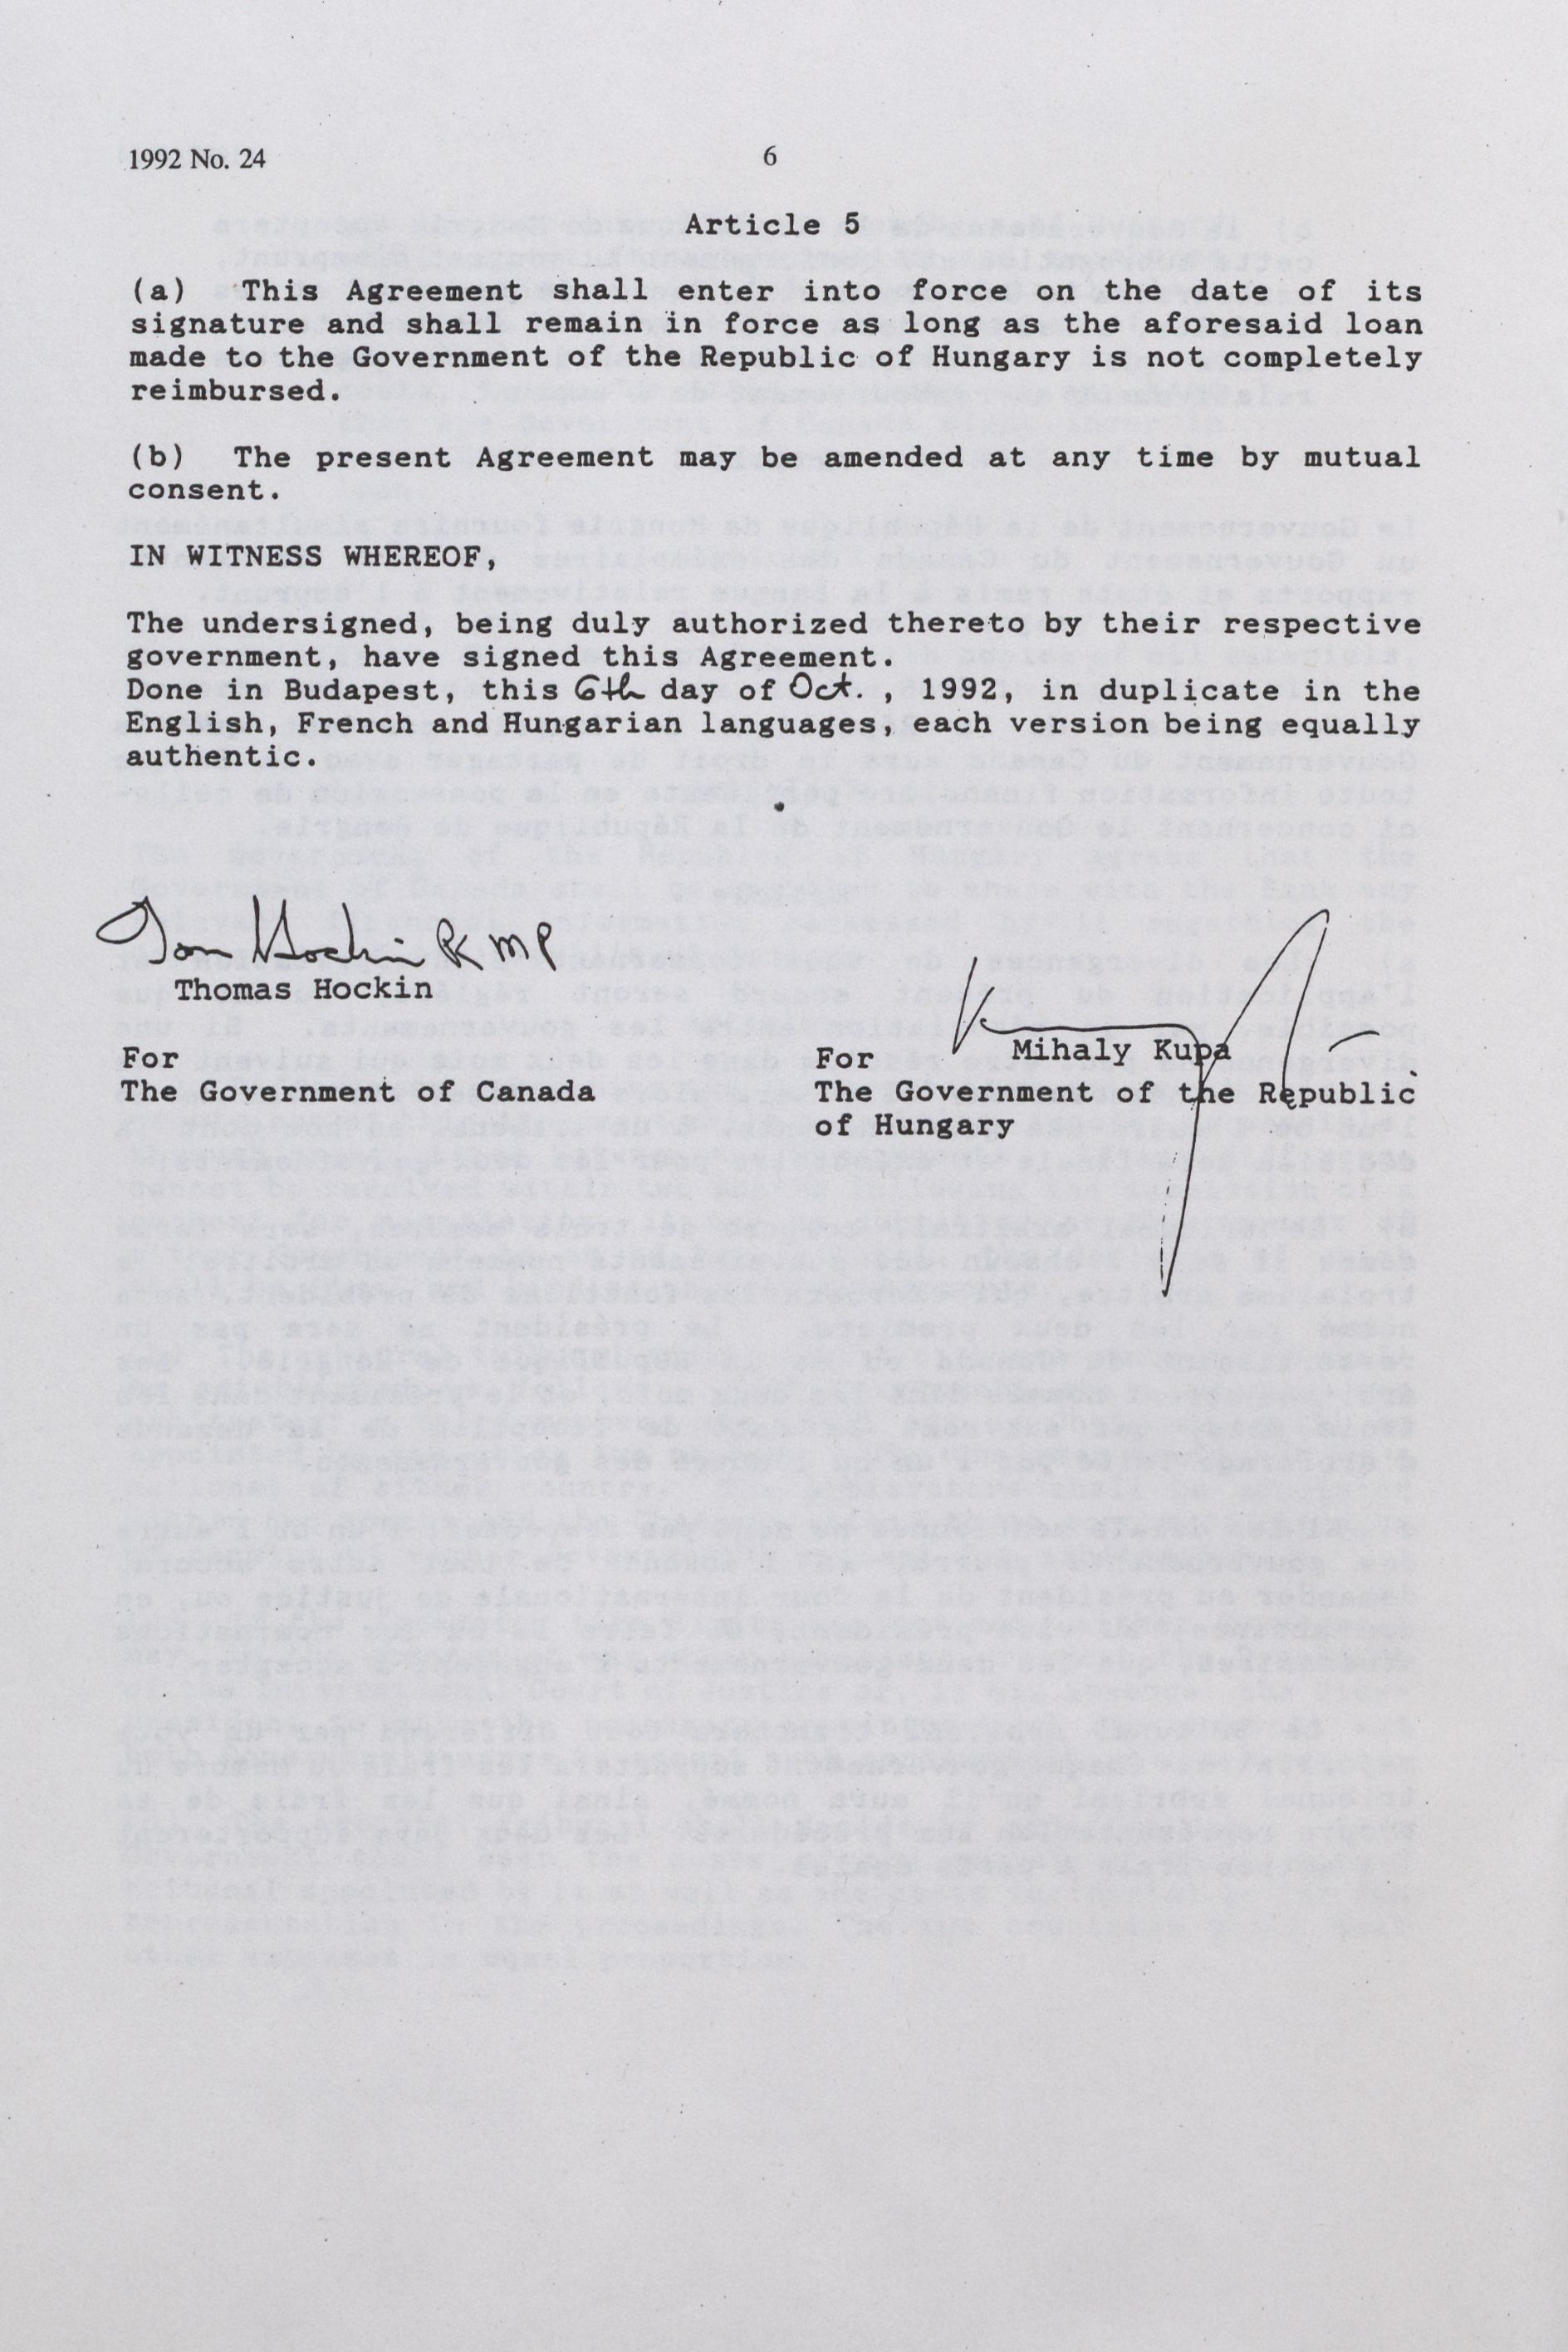 1992 No. 24
6
Article 5
(a) This Agreement shall enter into force on the date of its
signature and shall remain in force as long as the aforesaid loan
made to the Government of the Republic of Hungary is not completely
reimbursed.
(b) The present Agreement may be amended at any time by mutual
consent.
IN WITNESS WHEREOF,
The undersigned, being duly authorized thereto by their respective
government, have signed this Agreement.
Done in Budapest, this 6th day of Oct. , 1992, in duplicate in the
English, French and Hungarian languages, each version being equally
authentic.
Tom Hockin PC MP
Thomas Hockin
For
The Government of Canada
Mihaly Kupa
For
The Government of the Republic
of Hungary